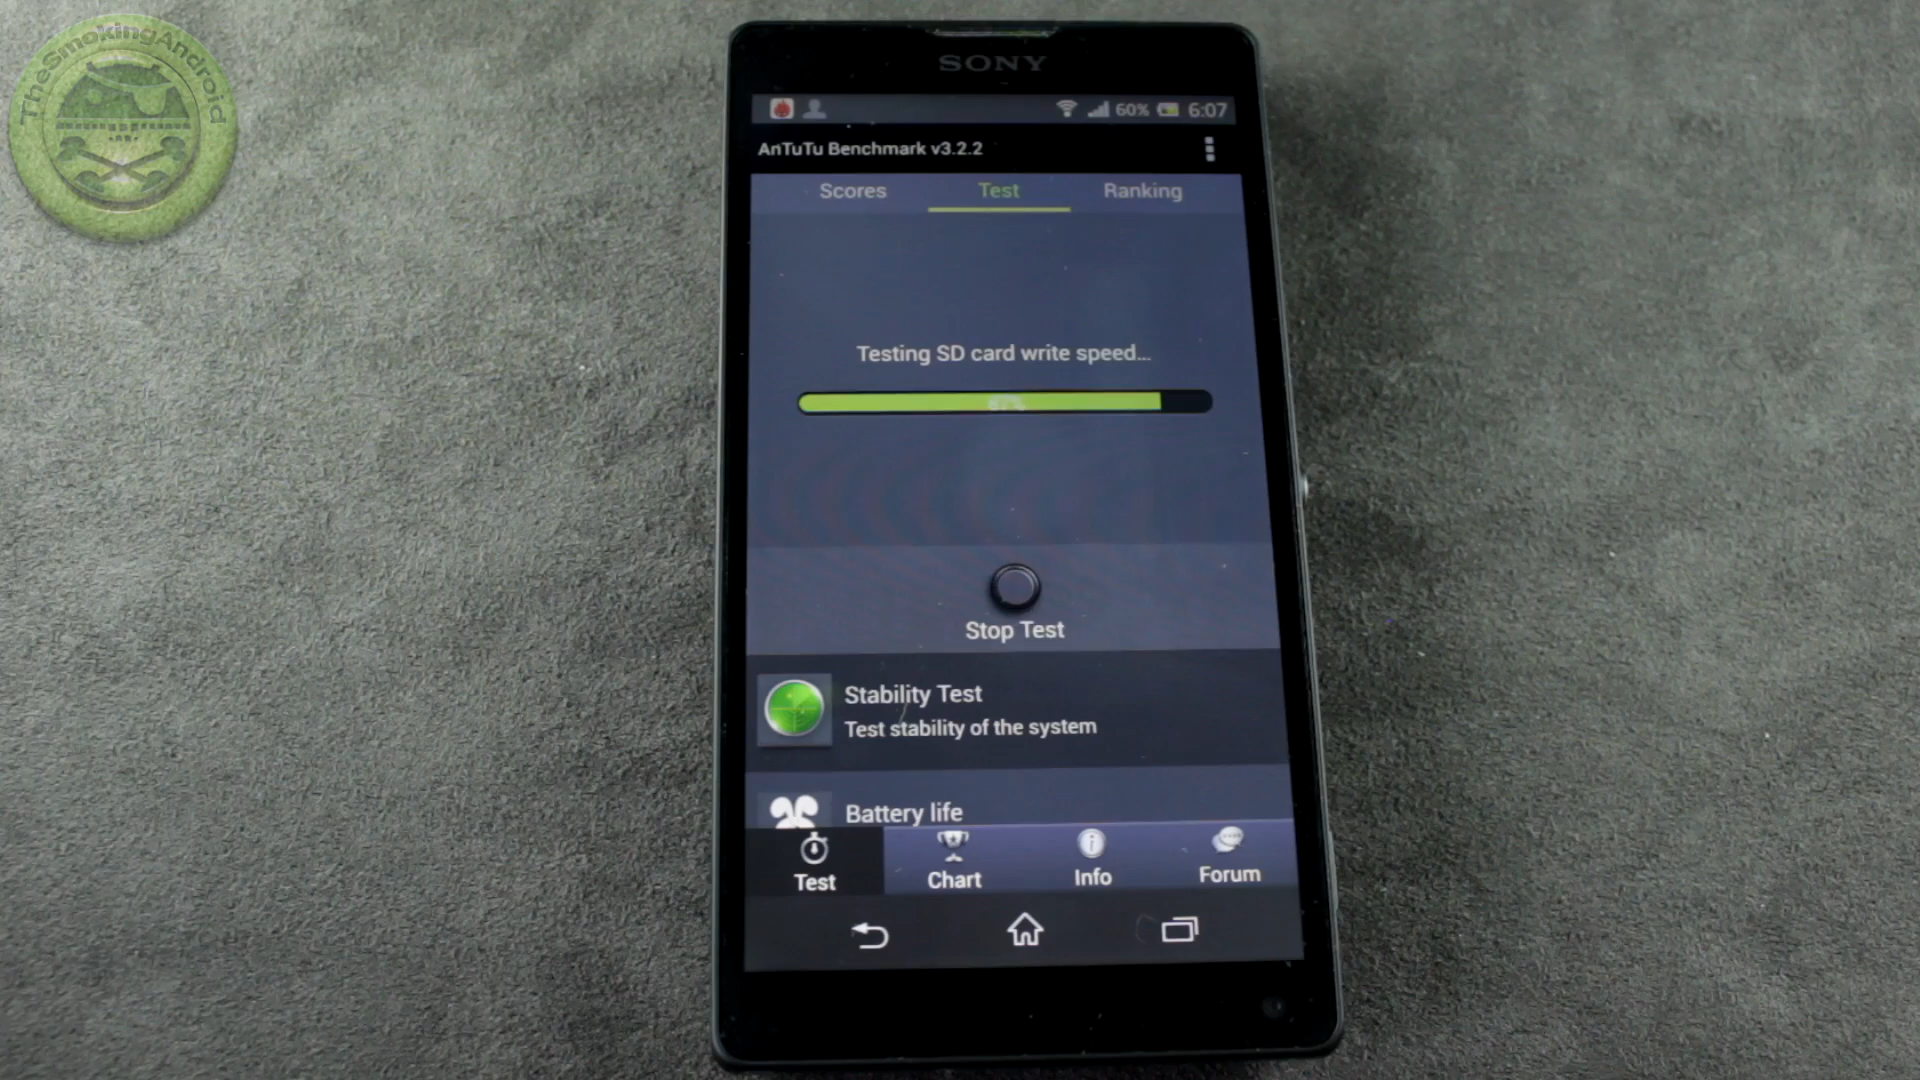 TheSmokingAndroid
SONY
60% 6:07
AnTuTu Benchmark v3.2.2
Scores Test Ranking
Testing SD card write speed...
Stop Test
Stability Test
Test stability of the system
Battery life
Test Chart Info Forum